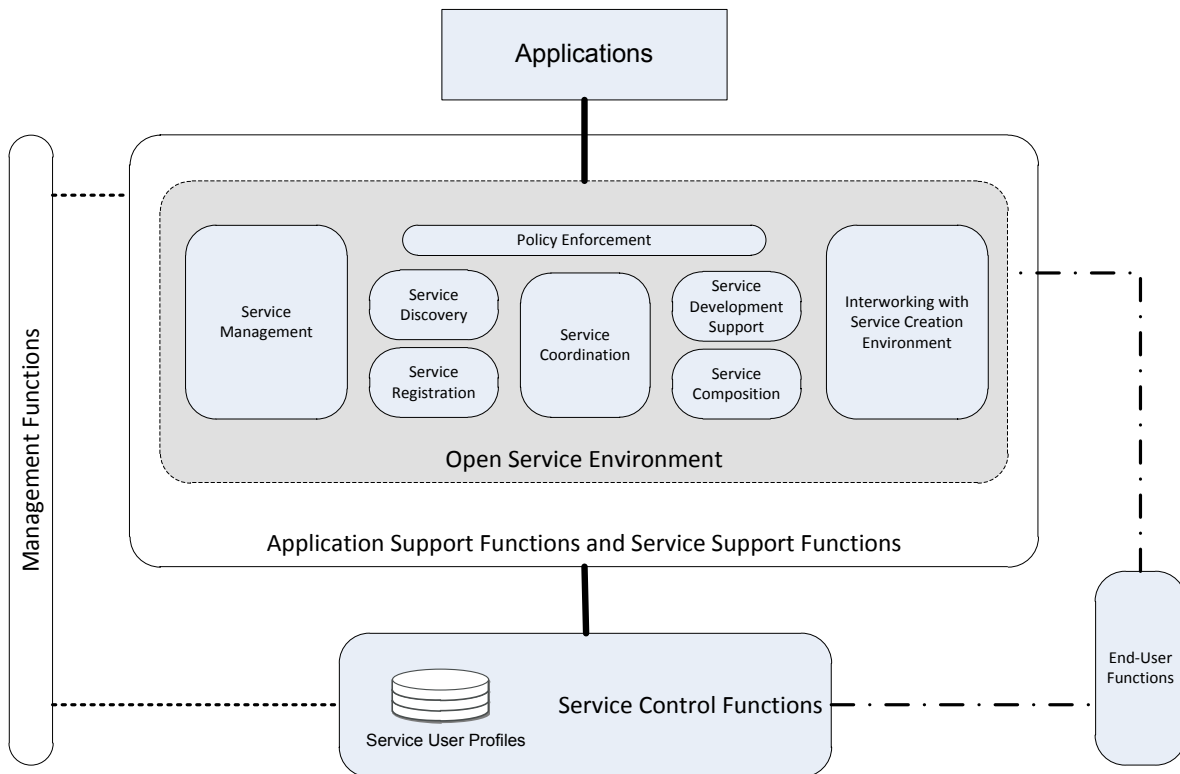 Applications
Management Functions
Policy Enforcement
Service
Management
Service
Discovery
Service
Registration
Service
Coordination
Service
Development
Support
Service
Composition
Interworking with
Service Creation
Environment
Open Service Environment
Application Support Functions and Service Support Functions
Service User Profiles
Service Control Functions
End-User
Functions